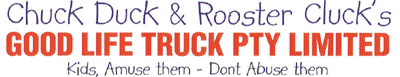 Chuck Duck & Rooster Cluck's
GOOD LIFE TRUCK PTY LIMITED
Kids, Amuse them - Dont Abuse them